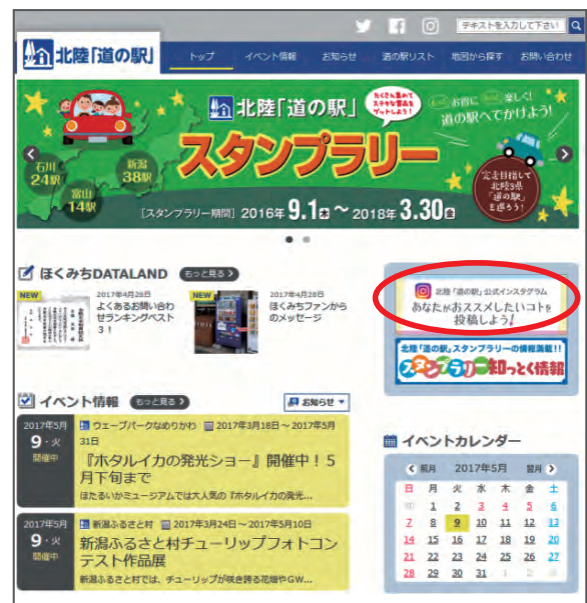 テキストを入力して下さい
北陸「道の駅」
トップ イベント情報 お知らせ 道の駅リスト 地図から探す お問い合わせ
北陸「道の駅」
たくさん集めて
ステキな賞品を
ゲットしよう!
お得に 楽しく!
道の駅へでかけよう!
スタンプラリー
石川
24駅
新潟
38駅
富山
14駅
完走目指して
北陸3県
「道の駅」
を巡ろう!
[スタンプラリー期間] 2016年 9.1木 ~ 2018年 3.30金
ほくみちDATALAND もっと見る
NEW
2017年4月28日
よくあるお問い合わ
せランキングベスト
3!
NEW
2017年4月28日
ほくみちファンから
のメッセージ
北陸「道の駅」公式インスタグラム
あなたがおススメしたいコトを
投稿しよう!
北陸「道の駅」スタンプラリーの情報満載!!
スタンプラリー知っとく情報
イベント情報 もっと見る お知らせ
2017年5月
9・火
開催中
ウェーブパークなめりかわ 2017年3月18日~2017年5月
31日
『ホタルイカの発光ショー』開催中!5
月下旬まで
ほたるいかミュージアムでは大人気の『ホタルイカの発光...
2017年5月
9・火
開催中
新潟ふるさと村 2017年3月24日~2017年5月10日
新潟ふるさと村チューリップフォトコン
テスト作品展
新潟ふるさと村では、チューリップが咲き誇る花畑やGW...
イベントカレンダー
前月 2017年5月 翌月
日 月 火 水 木 金 土
30 1 2 3 4 5 6
7 8 9 10 11 12 13
14 15 16 17 18 19 20
21 22 23 24 25 26 27
28 29 30 31 1 2 3